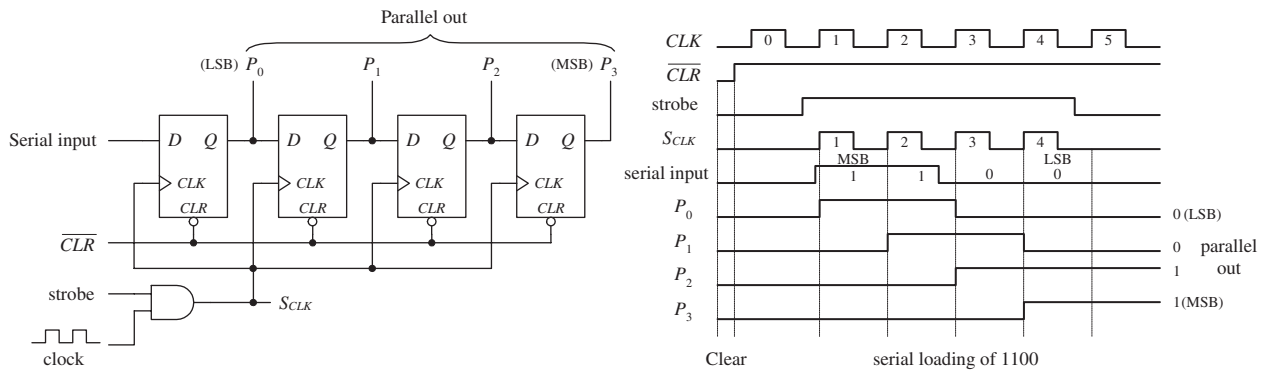 Parallel out
(LSB) P0
P1
P2
(MSB) P3
Serial input
D Q
D Q
D Q
D Q
CLK
CLK
CLK
CLK
CLR
CLR
CLR
CLR
CLR
strobe
SCLK
clock
CLK 0 1 2 3 4 5
CLR
strobe
SCLK 1 2 3 4
MSB LSB
serial input 1 1 0 0
P0 0 (LSB)
P1 0 parallel
P2 1 out
P3 1(MSB)
Clear serial loading of 1100